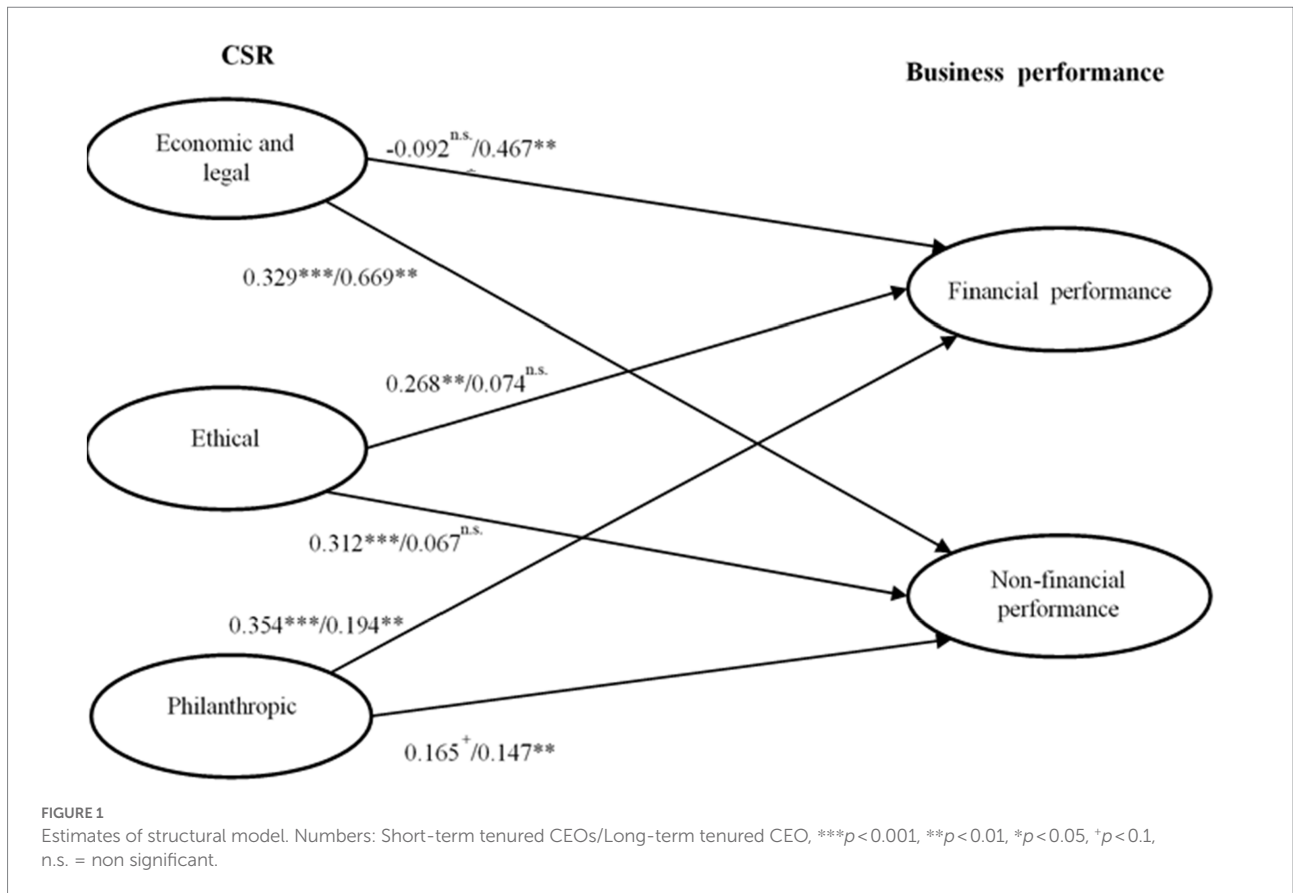 CSR
Business performance
Economic and
legal
-0.092n.s./0.467**
0.329***/0.669**
Financial performance
0.268**/0.074n.s.
Ethical
0.312***/0.067n.s.
Non-financial
performance
0.354***/0.194**
Philanthropic
0.165+/0.147**
FIGURE 1
Estimates of structural model. Numbers: Short-term tenured CEOs/Long-term tenured CEO, ***p<0.001, **p<0.01, *p<0.05, +p<0.1,
n.s. = non significant.